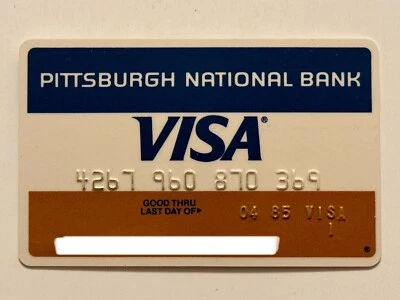 PITTSBURGH NATIONAL BANK
VISA®
4267 960 870 369
GOOD THRU
LAST DAY OF▶ 04 85 VISA
1
®